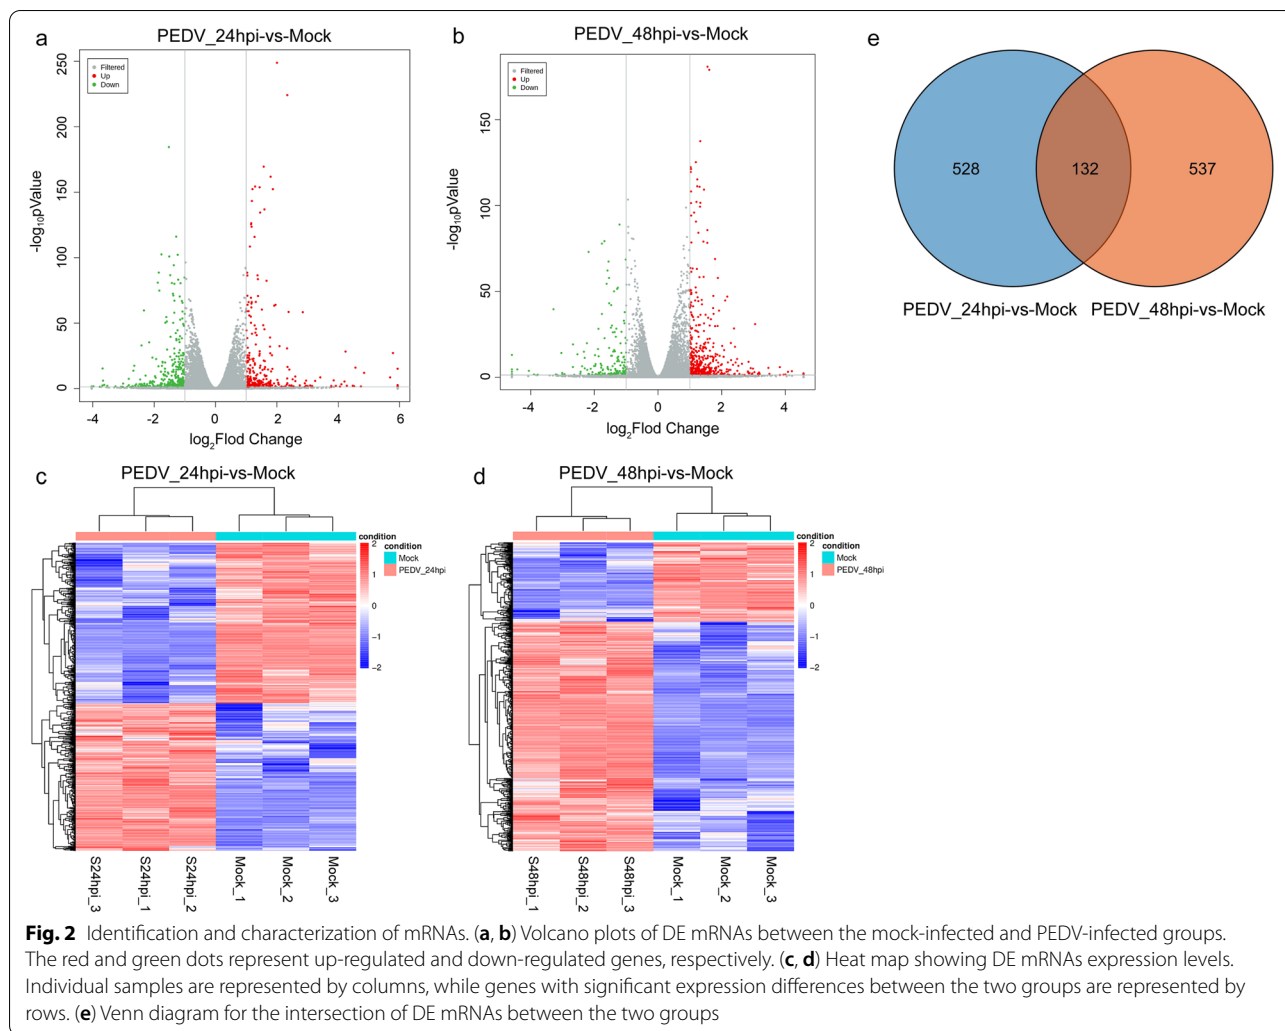 a
PEDV_24hpi-vs-Mock
Filtered
Up
Down
250
200
150
100
50
0
-log10pValue
-4
-2
0
2
4
6
log2Flod Change
b
PEDV_48hpi-vs-Mock
Filtered
Up
Down
150
100
50
0
-log10pValue
-4
-2
0
2
4
log2Flod Change
e
528
132
537
PEDV_24hpi-vs-Mock
PEDV_48hpi-vs-Mock
c
PEDV_24hpi-vs-Mock
condition
2
1
0
-1
-2
condition
Mock
PEDV_24hpi
S24hpi_3
S24hpi_1
S24hpi_2
Mock_1
Mock_2
Mock_3
d
PEDV_48hpi-vs-Mock
condition
2
1
0
-1
-2
condition
Mock
PEDV_48hpi
S48hpi_1
S48hpi_2
S48hpi_3
Mock_1
Mock_2
Mock_3
Fig. 2 Identification and characterization of mRNAs. (a, b) Volcano plots of DE mRNAs between the mock-infected and PEDV-infected groups.
The red and green dots represent up-regulated and down-regulated genes, respectively. (c, d) Heat map showing DE mRNAs expression levels.
Individual samples are represented by columns, while genes with significant expression differences between the two groups are represented by
rows. (e) Venn diagram for the intersection of DE mRNAs between the two groups